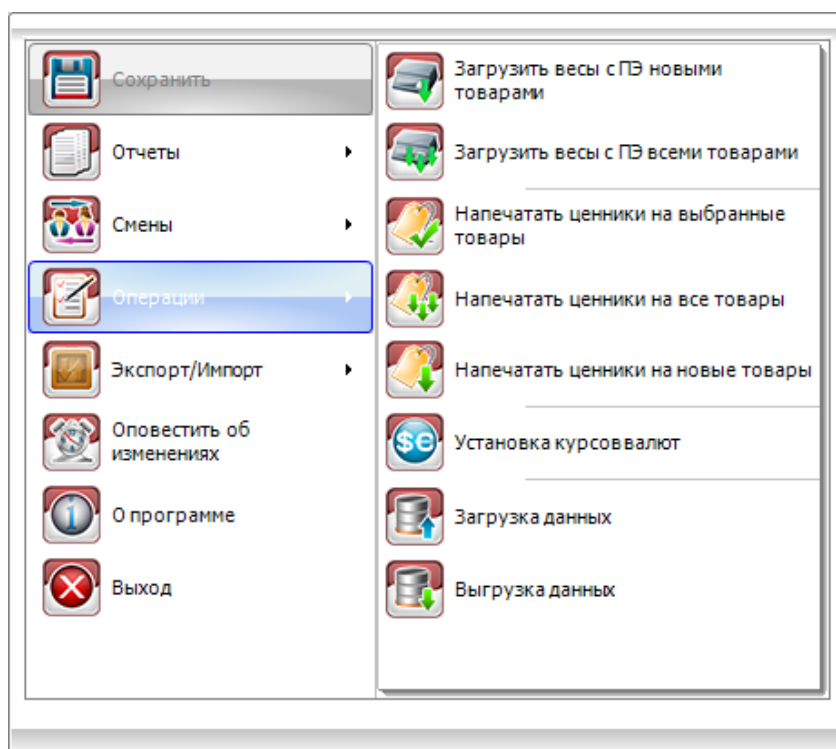 Сохранить
Отчеты
Смены
Операции
Экспорт/Импорт
Оповестить об
изменениях
О программе
Выход
Загрузить весы с ПЭ новыми
товарами
Загрузить весы с ПЭ всеми товарами
Напечатать ценники на выбранные
товары
Напечатать ценники на все товары
Напечатать ценники на новые товары
Установка курсов валют
Загрузка данных
Выгрузка данных